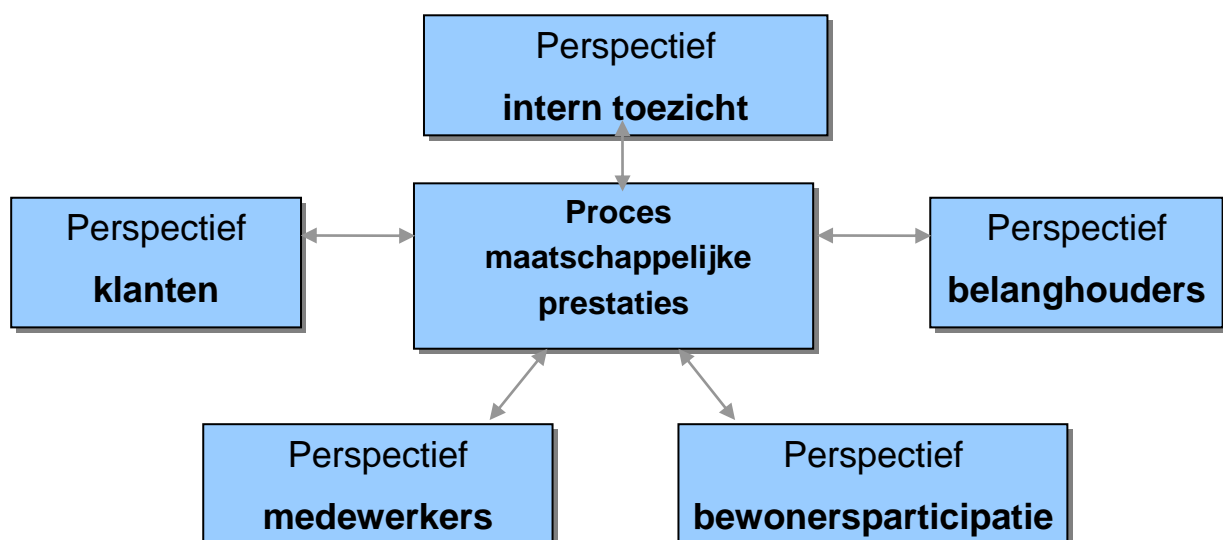 Perspectief
intern toezicht
Perspectief
klanten
Proces
maatschappelijke
prestaties
Perspectief
belanghouders
Perspectief
medewerkers
Perspectief
bewonersparticipatie